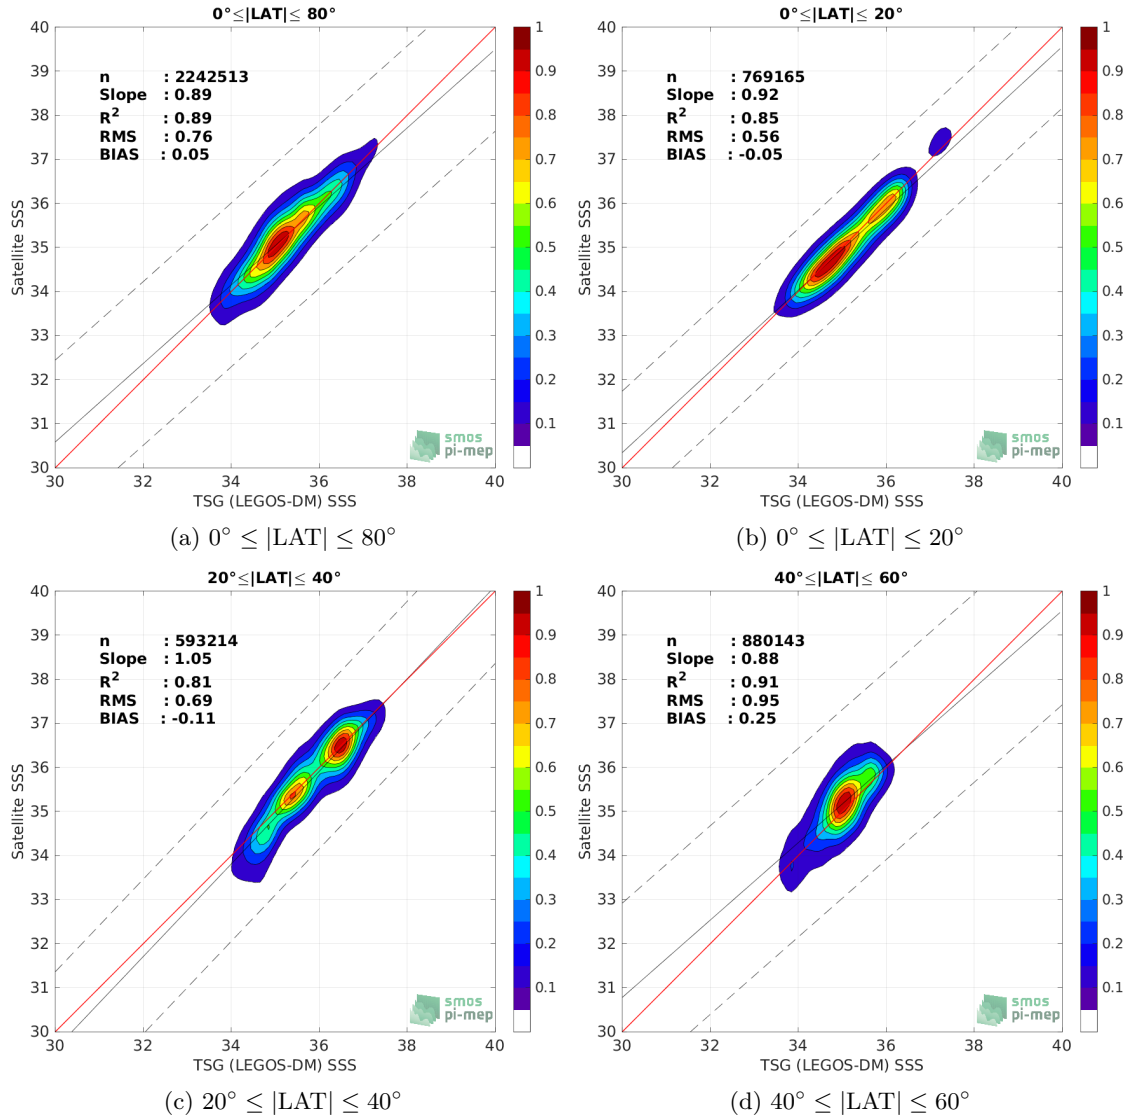 0°≤|LAT|≤ 80°
40
39
38
37
36
35
34
33
32
31
30
Satellite SSS
n : 2242513
Slope : 0.89
R² : 0.89
RMS : 0.76
BIAS : 0.05
smos
pi-mep
30 32 34 36 38 40
TSG (LEGOS-DM) SSS
1
0.9
0.8
0.7
0.6
0.5
0.4
0.3
0.2
0.1
(a) 0° ≤ |LAT| ≤ 80°
0°≤|LAT|≤ 20°
40
39
38
37
36
35
34
33
32
31
30
Satellite SSS
n : 769165
Slope : 0.92
R² : 0.85
RMS : 0.56
BIAS : -0.05
smos
pi-mep
30 32 34 36 38 40
TSG (LEGOS-DM) SSS
1
0.9
0.8
0.7
0.6
0.5
0.4
0.3
0.2
0.1
(b) 0° ≤ |LAT| ≤ 20°
20°≤|LAT|≤ 40°
40
39
38
37
36
35
34
33
32
31
30
Satellite SSS
n : 593214
Slope : 1.05
R² : 0.81
RMS : 0.69
BIAS : -0.11
smos
pi-mep
30 32 34 36 38 40
TSG (LEGOS-DM) SSS
1
0.9
0.8
0.7
0.6
0.5
0.4
0.3
0.2
0.1
(c) 20° ≤ |LAT| ≤ 40°
40°≤|LAT|≤ 60°
40
39
38
37
36
35
34
33
32
31
30
Satellite SSS
n : 880143
Slope : 0.88
R² : 0.91
RMS : 0.95
BIAS : 0.25
smos
pi-mep
30 32 34 36 38 40
TSG (LEGOS-DM) SSS
1
0.9
0.8
0.7
0.6
0.5
0.4
0.3
0.2
0.1
(d) 40° ≤ |LAT| ≤ 60°